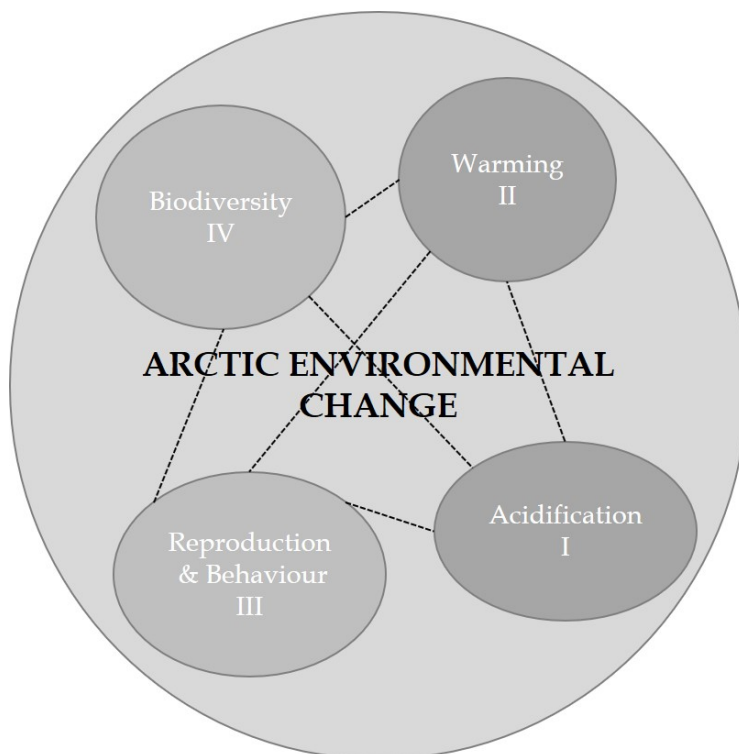 Biodiversity
IV
Warming
II
ARCTIC ENVIRONMENTAL
CHANGE
Reproduction
& Behaviour
III
Acidification
I